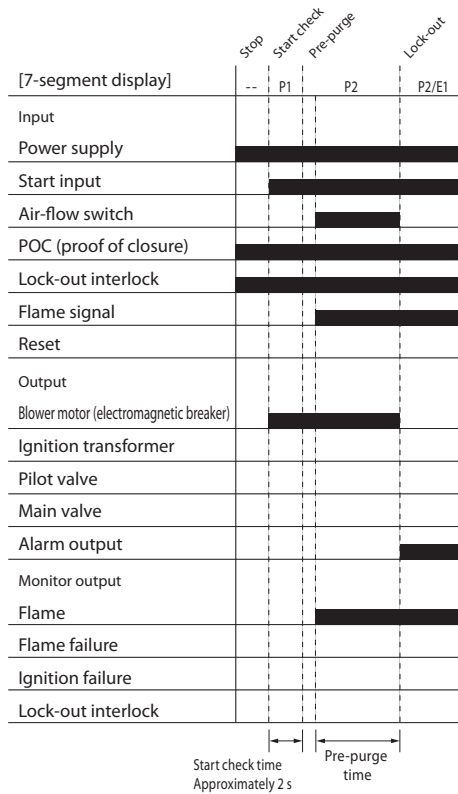 Stop
Start check
Pre-purge
Lock-out
[7-segment display] -- P1 P2 P2/E1
Input
Power supply
Start input
Air-flow switch
POC (proof of closure)
Lock-out interlock
Flame signal
Reset
Output
Blower motor (electromagnetic breaker)
Ignition transformer
Pilot valve
Main valve
Alarm output
Monitor output
Flame
Flame failure
Ignition failure
Lock-out interlock
Start check time
Approximately 2 s
Pre-purge
time